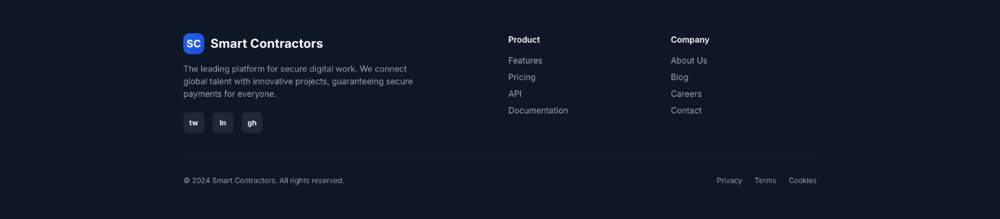 SC Smart Contractors
The leading platform for secure digital work. We connect
global talent with innovative projects, guaranteeing secure
payments for everyone.
tw ln gh
Product
Features
Pricing
API
Documentation
Company
About Us
Blog
Careers
Contact
© 2024 Smart Contractors. All rights reserved.
Privacy Terms Cookies